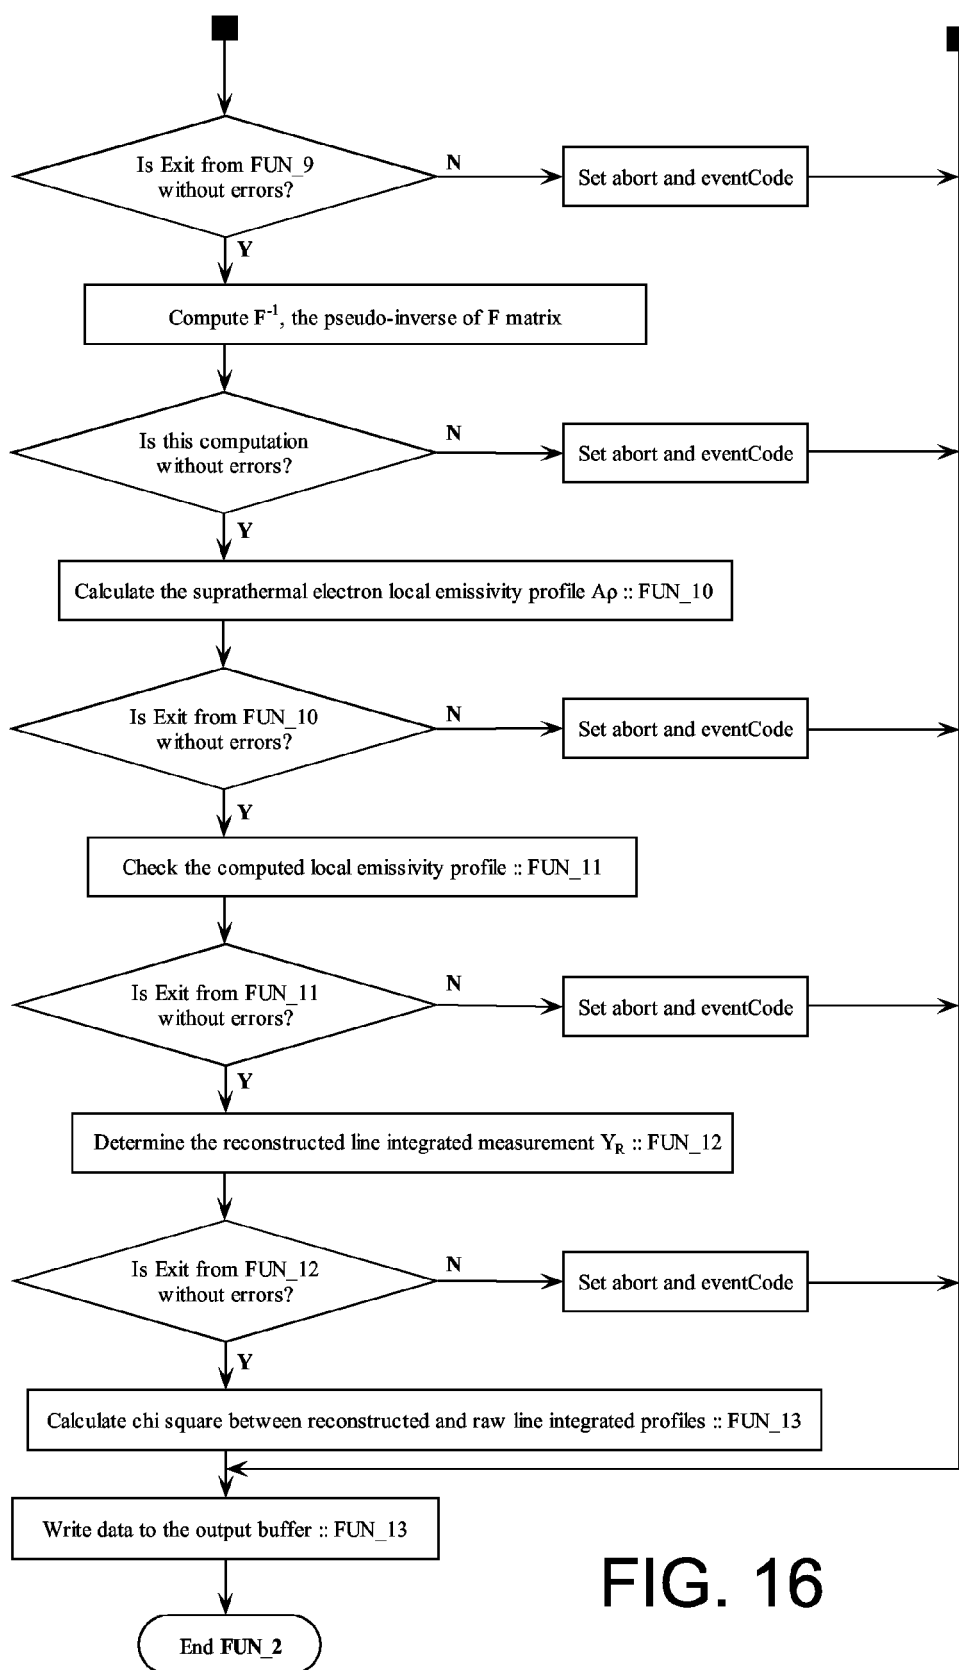 Is Exit from FUN_9
without errors?
N
Set abort and eventCode
Y
Compute F⁻¹, the pseudo-inverse of F matrix
Is this computation
without errors?
N
Set abort and eventCode
Y
Calculate the suprathermal electron local emissivity profile Aρ :: FUN_10
Is Exit from FUN_10
without errors?
N
Set abort and eventCode
Y
Check the computed local emissivity profile :: FUN_11
Is Exit from FUN_11
without errors?
N
Set abort and eventCode
Y
Determine the reconstructed line integrated measurement Y_R :: FUN_12
Is Exit from FUN_12
without errors?
N
Set abort and eventCode
Y
Calculate chi square between reconstructed and raw line integrated profiles :: FUN_13
Write data to the output buffer :: FUN_13
End FUN_2
FIG. 16